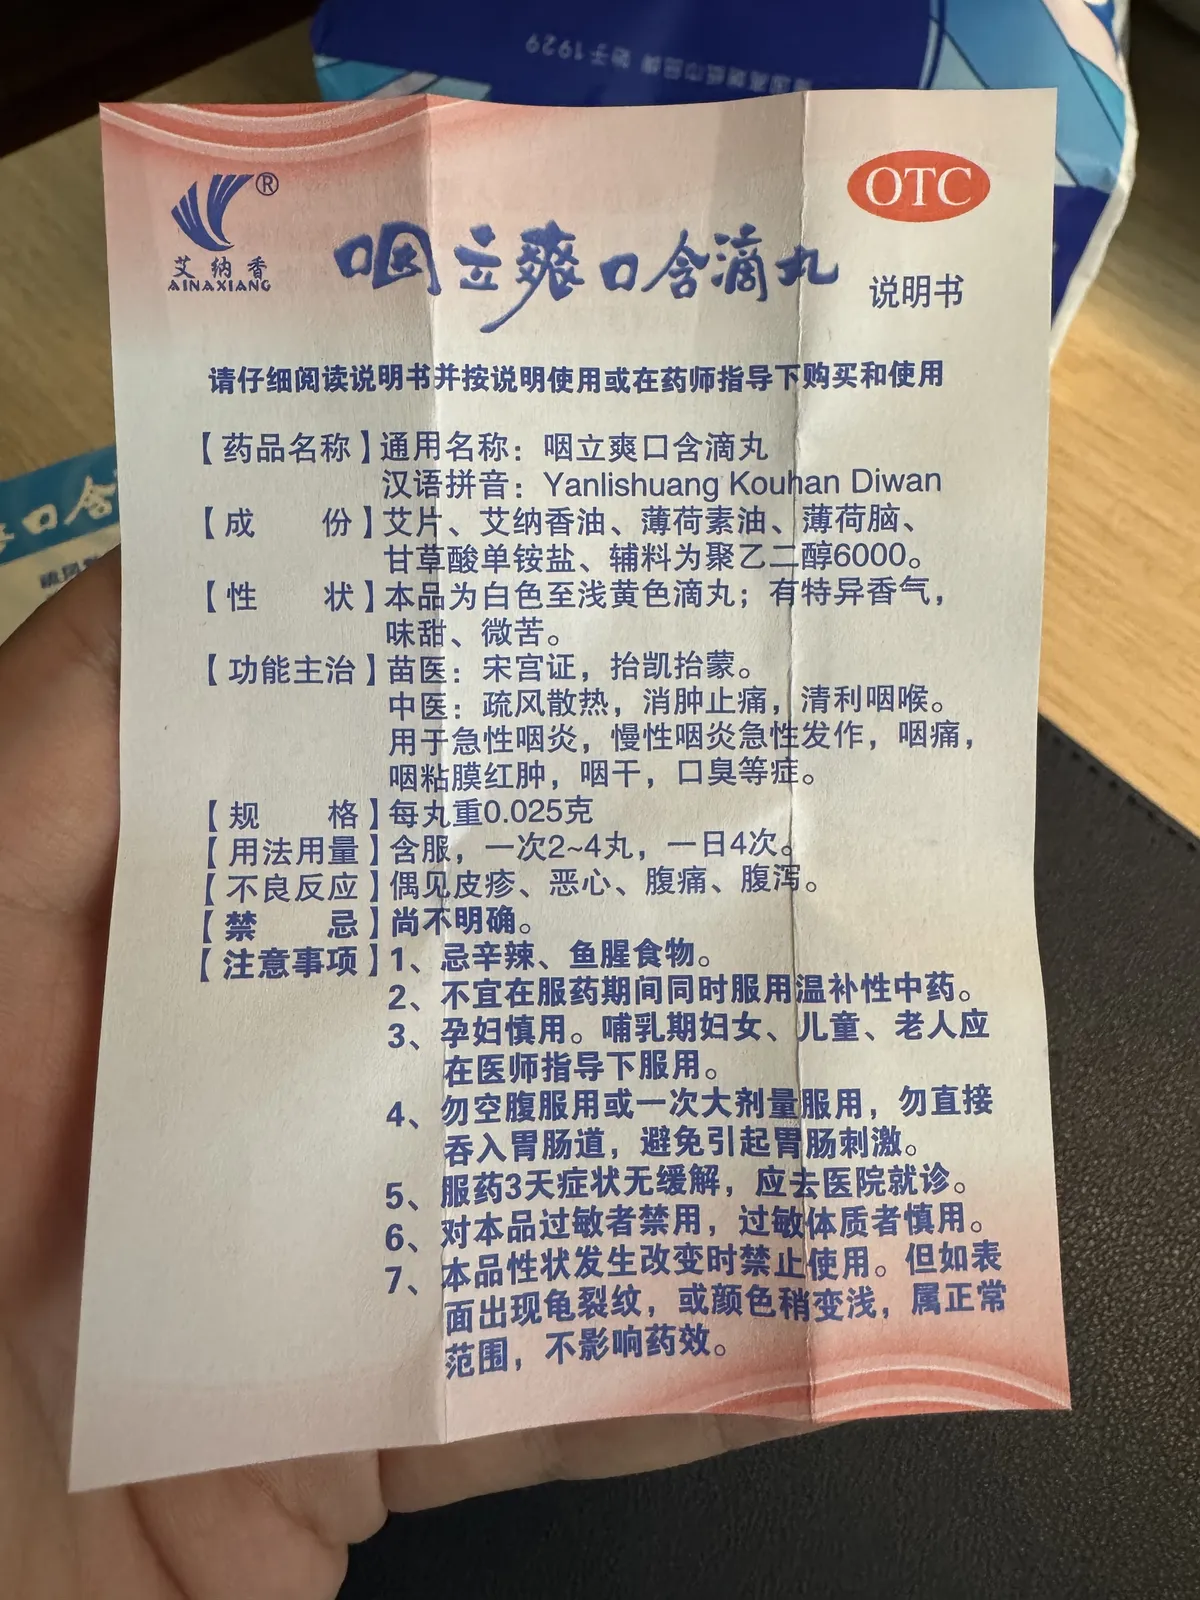 始于1929
艾纳香®
AINAXIANG
OTC
咽立爽口含滴丸
说明书
请仔细阅读说明书并按说明使用或在药师指导下购买和使用
【药品名称】通用名称：咽立爽口含滴丸
汉语拼音：Yanlishuang Kouhan Diwan
【成　　份】艾片、艾纳香油、薄荷素油、薄荷脑、
甘草酸单铵盐、辅料为聚乙二醇6000。
【性　　状】本品为白色至浅黄色滴丸；有特异香气，
味甜、微苦。
【功能主治】苗医：宋宫证，抬凯抬蒙。
中医：疏风散热，消肿止痛，清利咽喉。
用于急性咽炎，慢性咽炎急性发作，咽痛，
咽粘膜红肿，咽干，口臭等症。
【规　　格】每丸重0.025克
【用法用量】含服，一次2~4丸，一日4次。
【不良反应】偶见皮疹、恶心、腹痛、腹泻。
【禁　　忌】尚不明确。
【注意事项】1、忌辛辣、鱼腥食物。
2、不宜在服药期间同时服用温补性中药。
3、孕妇慎用。哺乳期妇女、儿童、老人应
在医师指导下服用。
4、勿空腹服用或一次大剂量服用，勿直接
吞入胃肠道，避免引起胃肠刺激。
5、服药3天症状无缓解，应去医院就诊。
6、对本品过敏者禁用，过敏体质者慎用。
7、本品性状发生改变时禁止使用。但如表
面出现龟裂纹，或颜色稍变浅，属正常
范围，不影响药效。
口含